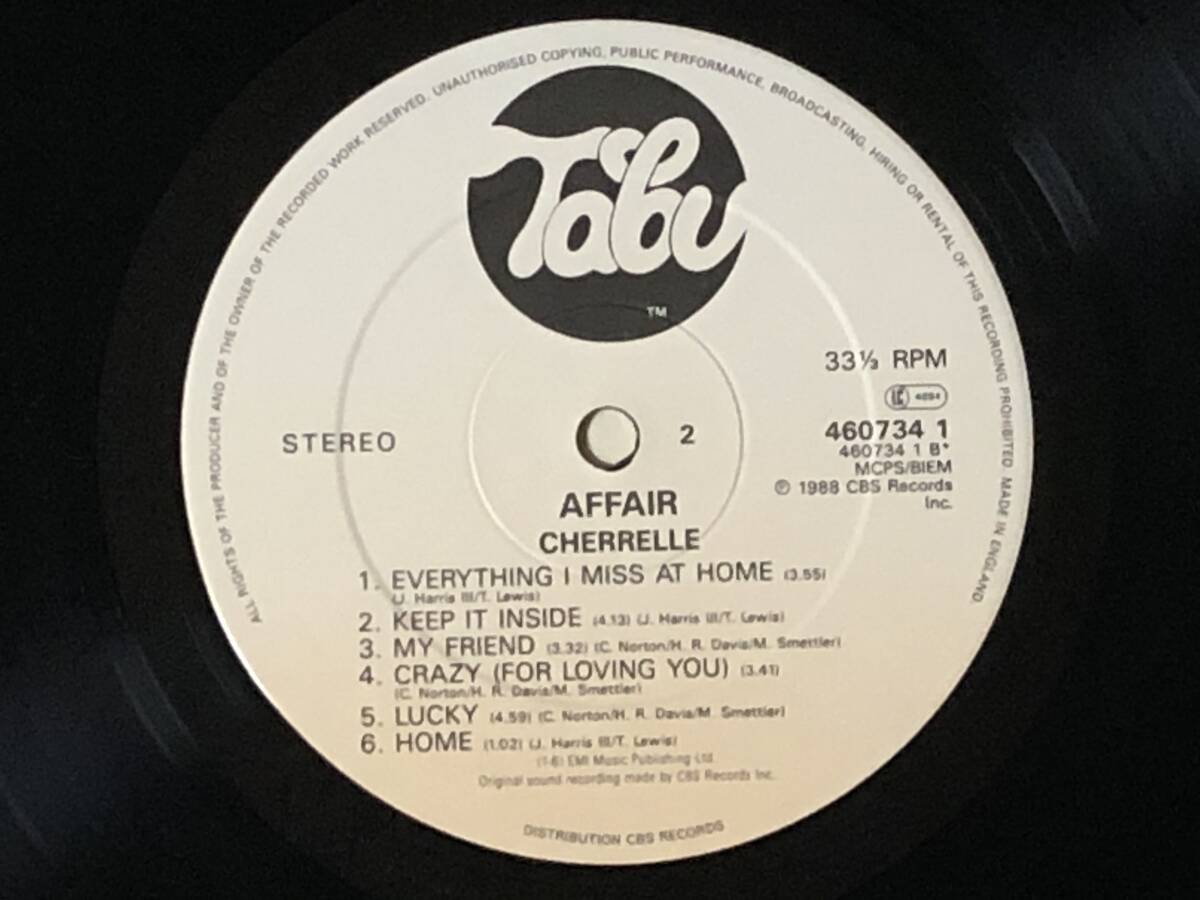 ALL RIGHTS OF THE PRODUCER AND OF THE OWNER OF THE RECORDED WORK RESERVED. UNAUTHORISED COPYING, PUBLIC PERFORMANCE, BROADCASTING, HIRING OR RENTAL OF THIS RECORDING PROHIBITED. MADE IN ENGLAND.
Tabu
TM
33⅓ RPM
LC 4694
STEREO
2
460734 1
460734 1 B*
MCPS/BIEM
℗ 1988 CBS Records
Inc.
AFFAIR
CHERRELLE
1. EVERYTHING I MISS AT HOME (3.55)
(J. Harris III/T. Lewis)
2. KEEP IT INSIDE (4.13) (J. Harris III/T. Lewis)
3. MY FRIEND (3.32) (C. Norton/H. R. Davis/M. Smettler)
4. CRAZY (FOR LOVING YOU) (3.41)
(C. Norton/H. R. Davis/M. Smettler)
5. LUCKY (4.59) (C. Norton/H. R. Davis/M. Smettler)
6. HOME (1.02) (J. Harris III/T. Lewis)
(1-6) EMI Music Publishing Ltd.
Original sound recording made by CBS Records Inc.
DISTRIBUTION CBS RECORDS